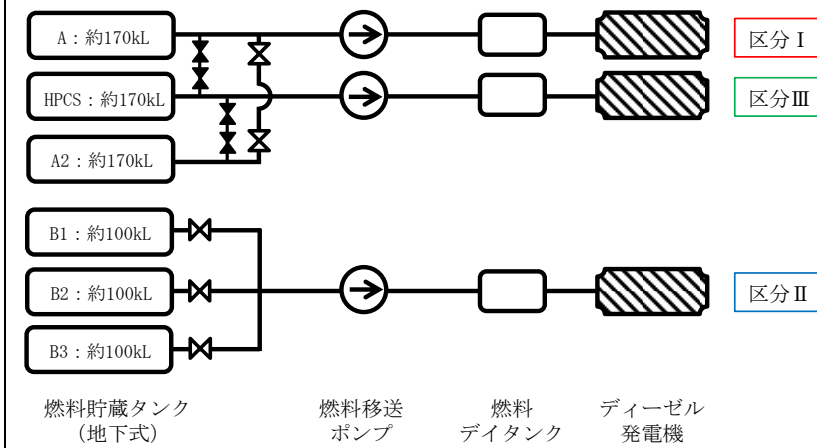 A：約170kL
区分Ⅰ
HPCS：約170kL
区分Ⅲ
A2：約170kL
B1：約100kL
B2：約100kL
区分Ⅱ
B3：約100kL
燃料貯蔵タンク
（地下式）
燃料移送
ポンプ
燃料
デイタンク
ディーゼル
発電機